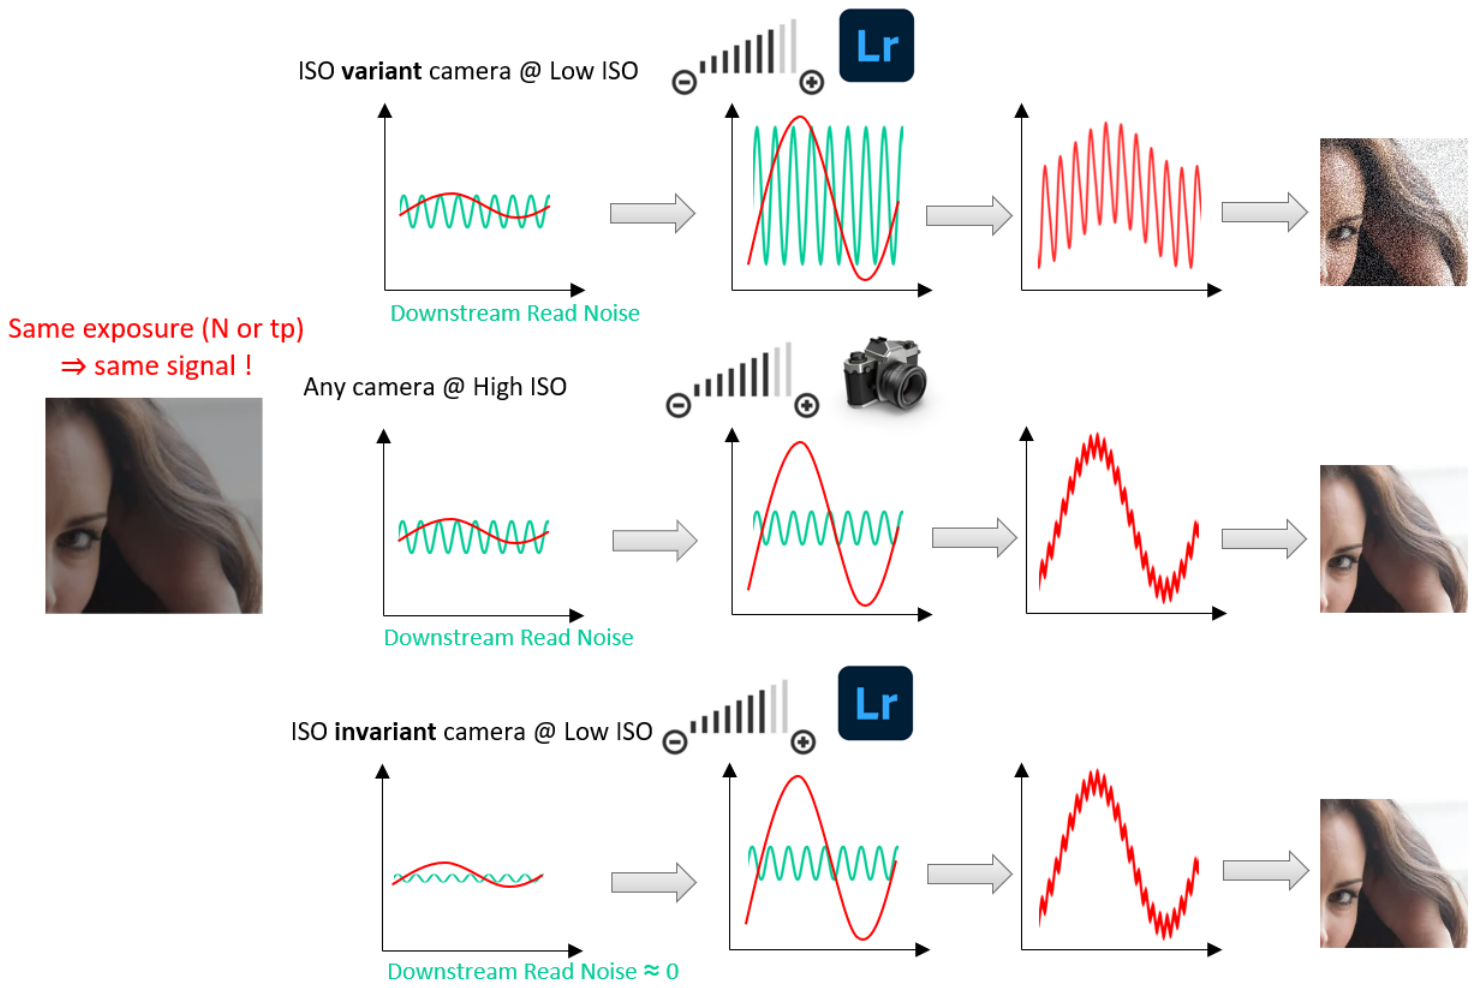 ISO variant camera @ Low ISO
Lr
Downstream Read Noise
Same exposure (N or tp)
⇒ same signal !
Any camera @ High ISO
Downstream Read Noise
ISO invariant camera @ Low ISO
Lr
Downstream Read Noise ≈ 0